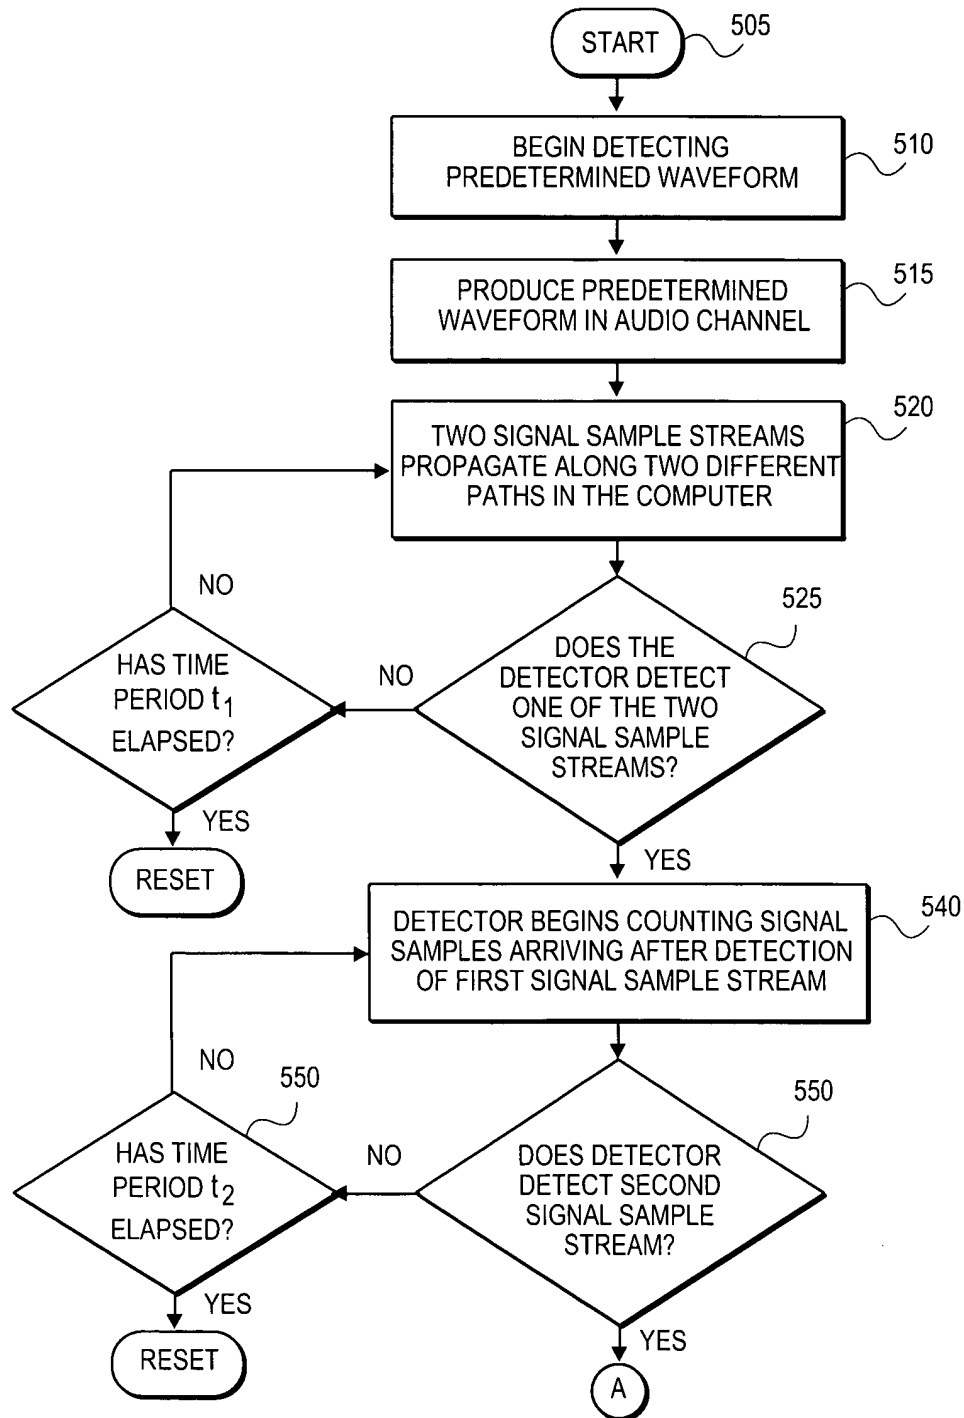 START
505
BEGIN DETECTING
PREDETERMINED WAVEFORM
510
PRODUCE PREDETERMINED
WAVEFORM IN AUDIO CHANNEL
515
TWO SIGNAL SAMPLE STREAMS
PROPAGATE ALONG TWO DIFFERENT
PATHS IN THE COMPUTER
520
DOES THE
DETECTOR DETECT
ONE OF THE TWO
SIGNAL SAMPLE
STREAMS?
525
NO
HAS TIME
PERIOD t1
ELAPSED?
NO
YES
RESET
YES
DETECTOR BEGINS COUNTING SIGNAL
SAMPLES ARRIVING AFTER DETECTION
OF FIRST SIGNAL SAMPLE STREAM
540
DOES DETECTOR
DETECT SECOND
SIGNAL SAMPLE
STREAM?
550
NO
HAS TIME
PERIOD t2
ELAPSED?
550
NO
YES
RESET
YES
A